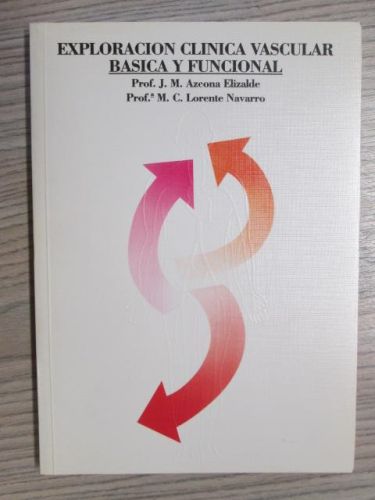 EXPLORACION CLINICA VASCULAR
BASICA Y FUNCIONAL
Prof. J. M. Azcona Elizalde
Prof.ª M. C. Lorente Navarro